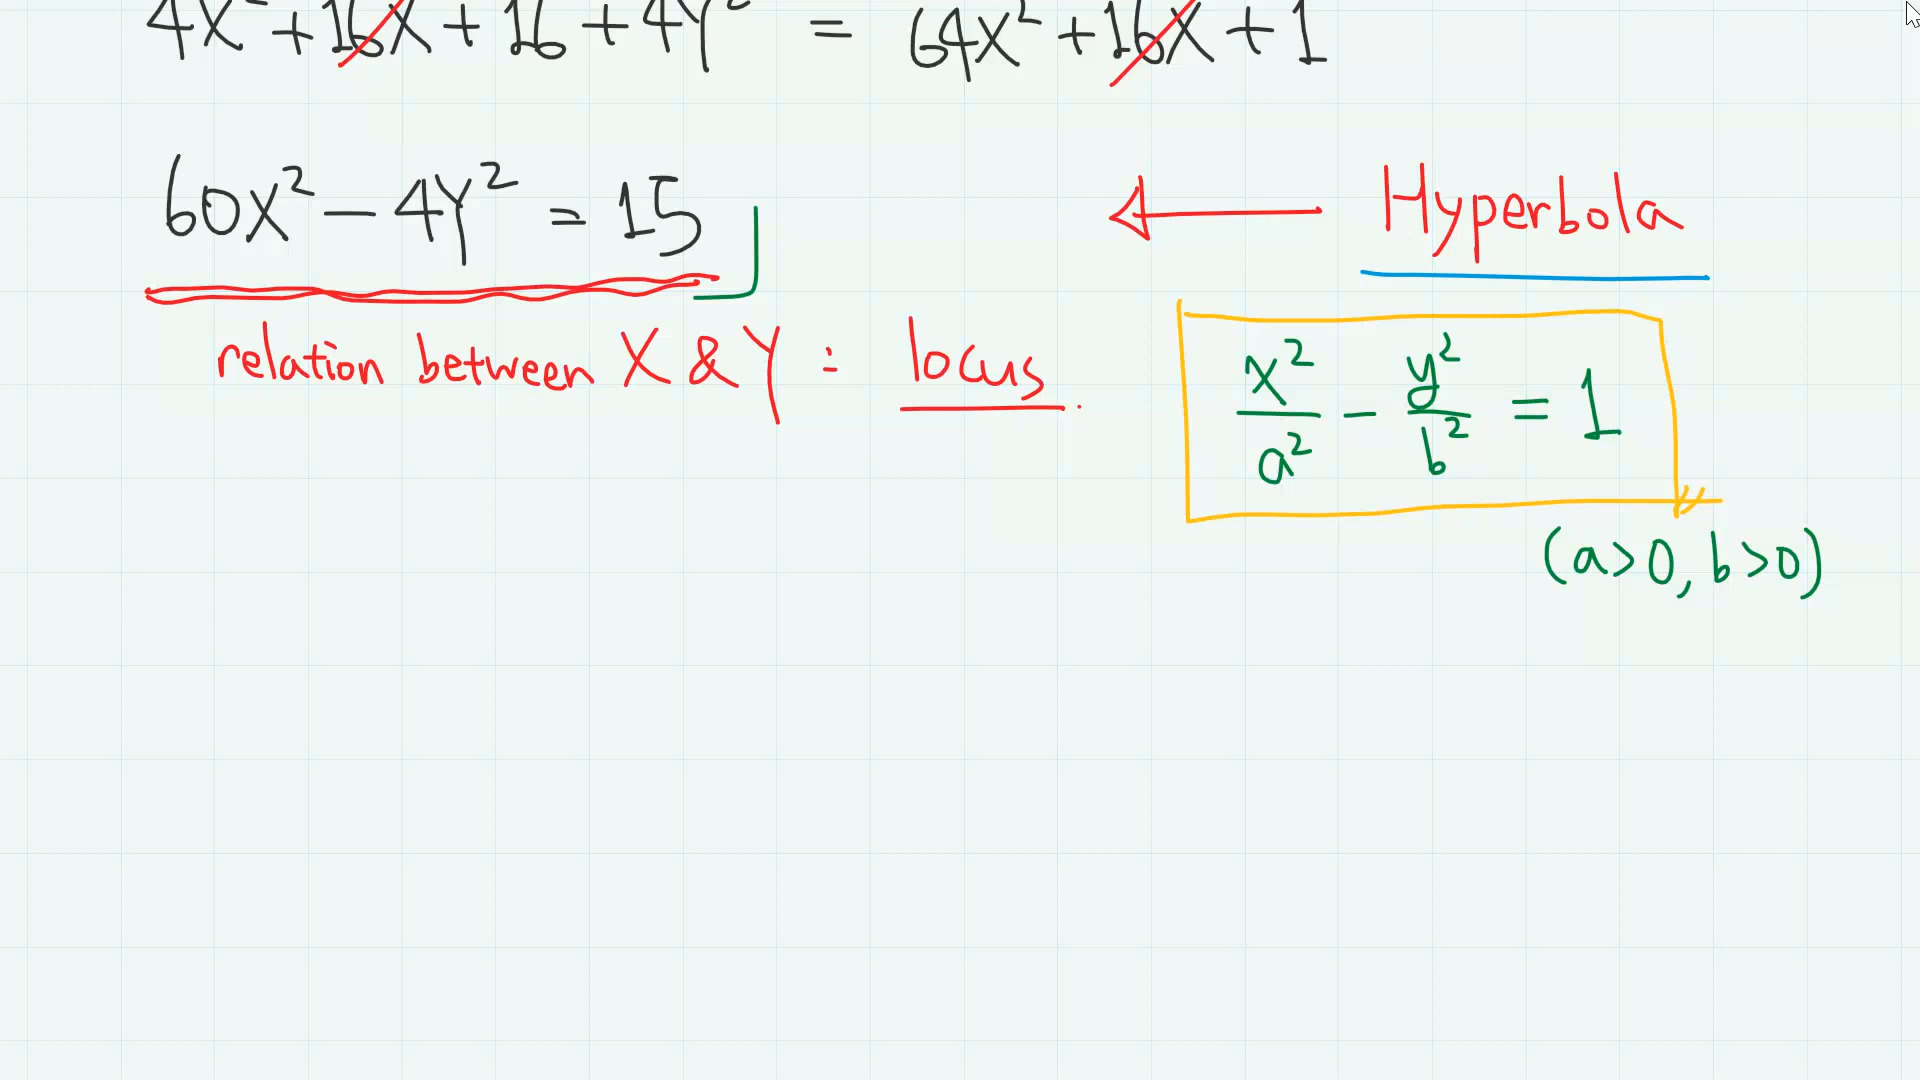 4X² + 16X + 16 + 4Y² = 64X² + 16X + 1
60X² − 4Y² = 15
Hyperbola
relation between X & Y : locus.
x²/a² − y²/b² = 1
(a>0, b>0)